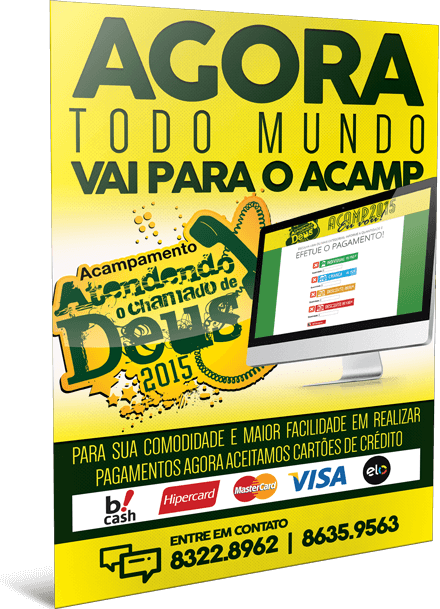 AGORA
TODO MUNDO
VAI PARA O ACAMP
Acampamento
Atendendo
o chamado de
Deus
2015
ACAMP2015
Deus
EFETUE O PAGAMENTO!
PARA SUA COMODIDADE E MAIOR FACILIDADE EM REALIZAR
PAGAMENTOS AGORA ACEITAMOS CARTÕES DE CRÉDITO
b!
cash
Hipercard
MasterCard
VISA
elo
ENTRE EM CONTATO
8322.8962 | 8635.9563